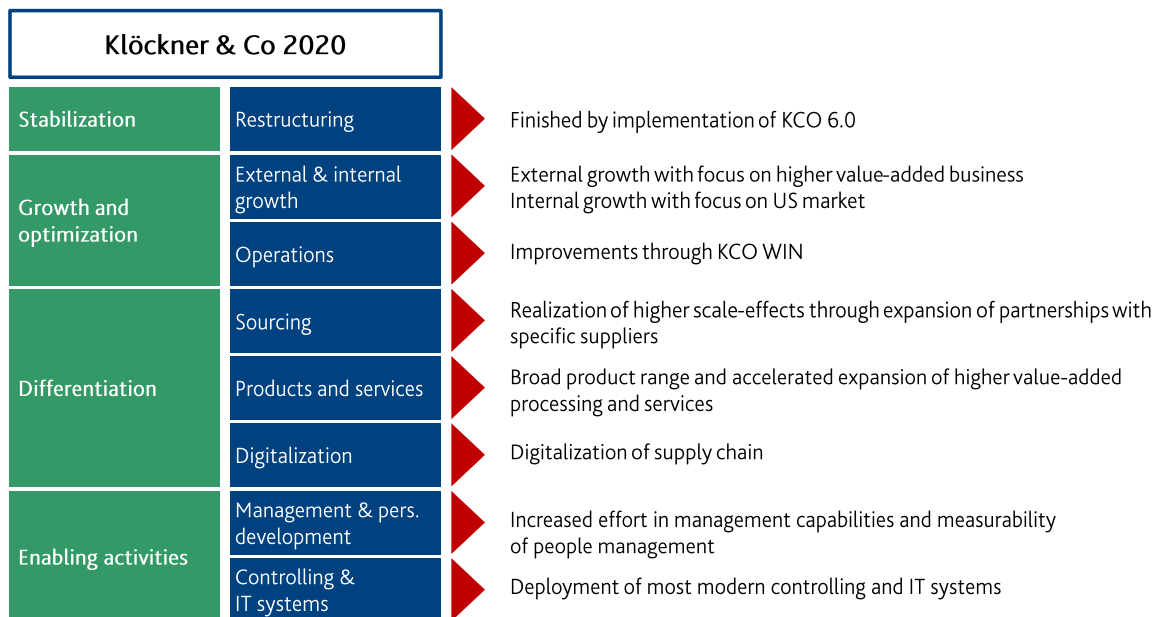 Klöckner & Co 2020
Stabilization
Restructuring
Finished by implementation of KCO 6.0
Growth and
optimization
External & internal
growth
External growth with focus on higher value-added business
Internal growth with focus on US market
Operations
Improvements through KCO WIN
Differentiation
Sourcing
Realization of higher scale-effects through expansion of partnerships with
specific suppliers
Products and services
Broad product range and accelerated expansion of higher value-added
processing and services
Digitalization
Digitalization of supply chain
Enabling activities
Management & pers.
development
Increased effort in management capabilities and measurability
of people management
Controlling &
IT systems
Deployment of most modern controlling and IT systems